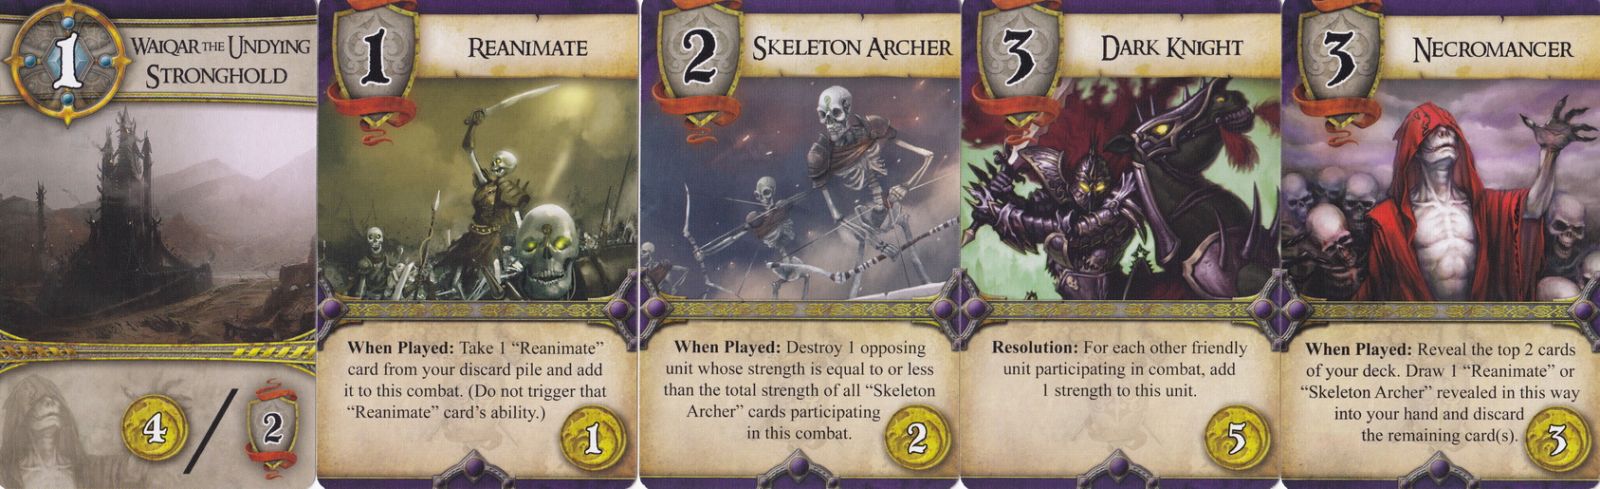 1
WAIQAR THE UNDYING
STRONGHOLD
4 / 2
1
REANIMATE
When Played: Take 1 “Reanimate”
card from your discard pile and add
it to this combat. (Do not trigger that
“Reanimate” card’s ability.)
1
2
SKELETON ARCHER
When Played: Destroy 1 opposing
unit whose strength is equal to or less
than the total strength of all “Skeleton
Archer” cards participating
in this combat.
2
3
DARK KNIGHT
Resolution: For each other friendly
unit participating in combat, add
1 strength to this unit.
5
3
NECROMANCER
When Played: Reveal the top 2 cards
of your deck. Draw 1 “Reanimate” or
“Skeleton Archer” revealed in this way
into your hand and discard
the remaining card(s).
3